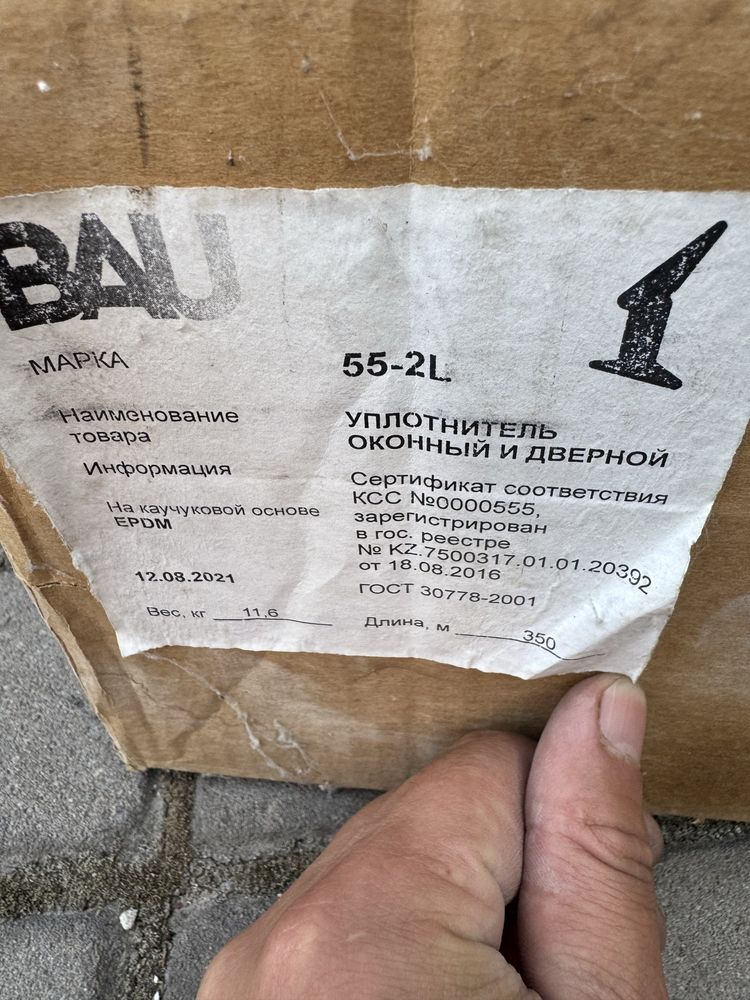 BAU
МАРКА
55-2L
Наименование
товара
УПЛОТНИТЕЛЬ
ОКОННЫЙ И ДВЕРНОЙ
Информация
На каучуковой основе
EPDM
Сертификат соответствия
КСС №0000555,
зарегистрирован
в гос. реестре
№ KZ.7500317.01.01.20392
от 18.08.2016
12.08.2021
ГОСТ 30778-2001
Вес, кг 11,6
Длина, м 350